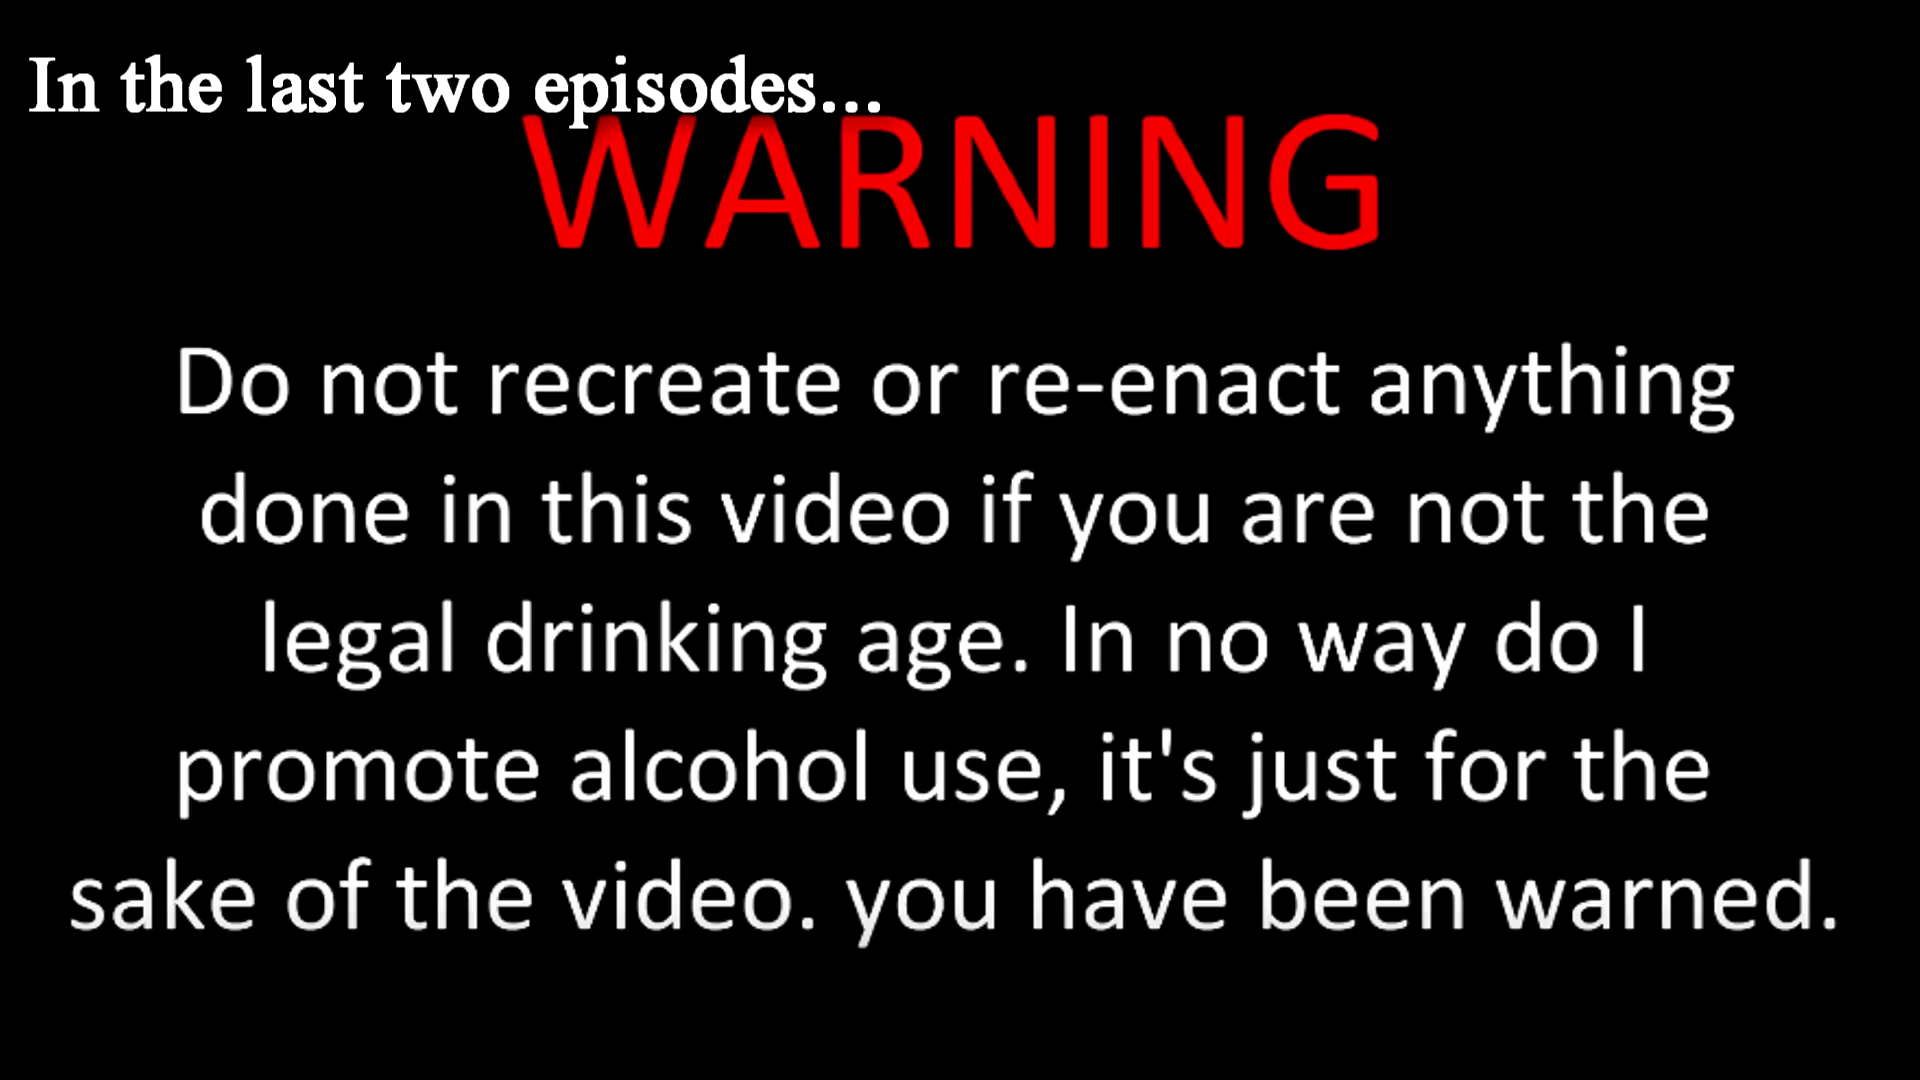 In the last two episodes...
WARNING
Do not recreate or re-enact anything
done in this video if you are not the
legal drinking age. In no way do I
promote alcohol use, it's just for the
sake of the video. you have been warned.